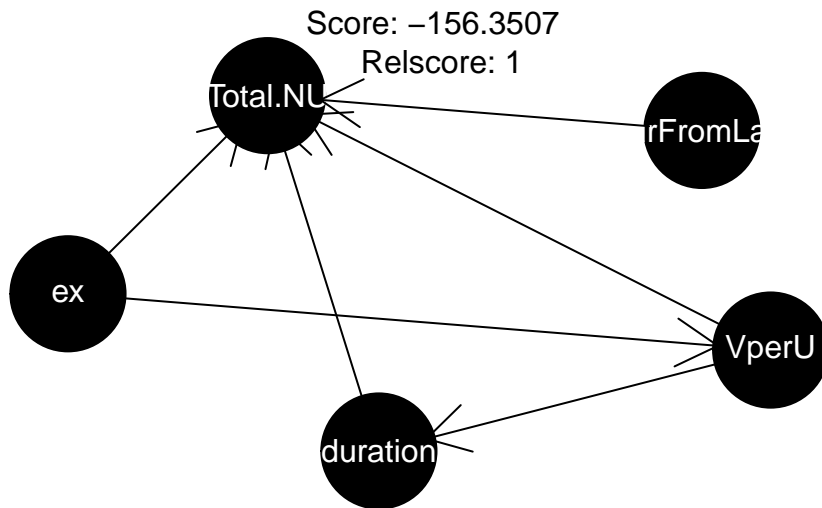 Score: −156.3507
Relscore: 1
Total.NU
rFromLa
ex
VperU
duration